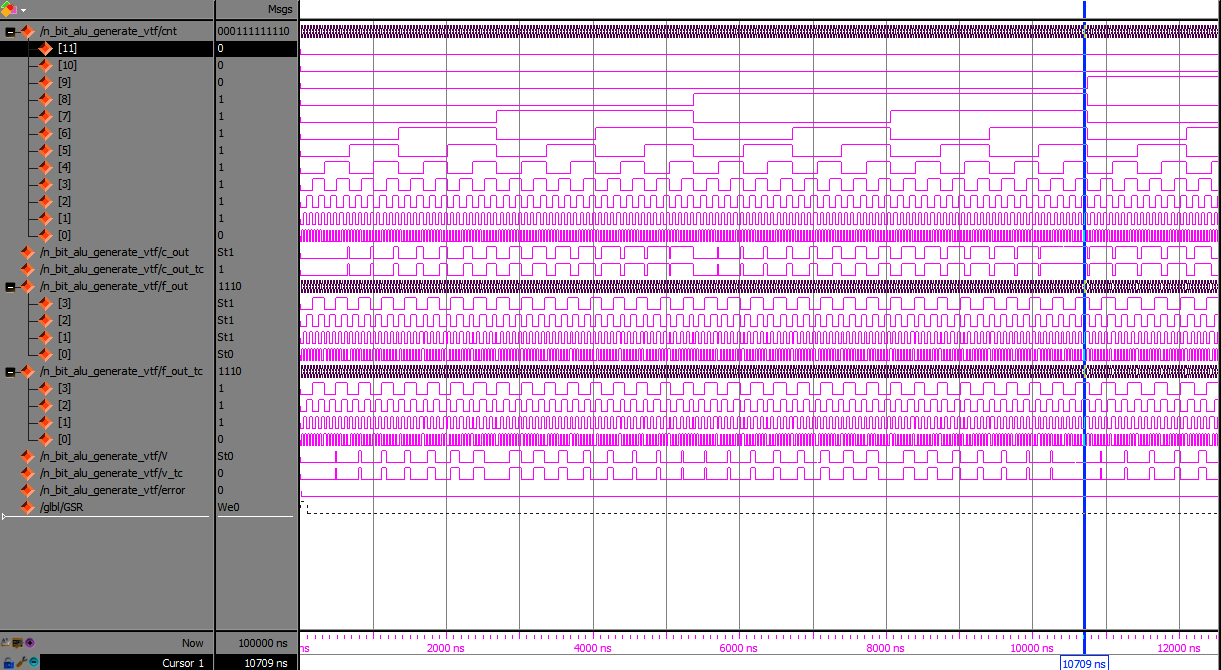 Msgs
/n_bit_alu_generate_vtf/cnt 000111111110
[11] 0
[10] 0
[9] 0
[8] 1
[7] 1
[6] 1
[5] 1
[4] 1
[3] 1
[2] 1
[1] 1
[0] 0
/n_bit_alu_generate_vtf/c_out St1
/n_bit_alu_generate_vtf/c_out_tc 1
/n_bit_alu_generate_vtf/f_out 1110
[3] St1
[2] St1
[1] St1
[0] St0
/n_bit_alu_generate_vtf/f_out_tc 1110
[3] 1
[2] 1
[1] 1
[0] 0
/n_bit_alu_generate_vtf/V St0
/n_bit_alu_generate_vtf/v_tc 0
/n_bit_alu_generate_vtf/error 0
/glbl/GSR We0
Now 100000 ns ns 2000 ns 4000 ns 6000 ns 8000 ns 10000 ns 12000 ns
Cursor 1 10709 ns 10709 ns